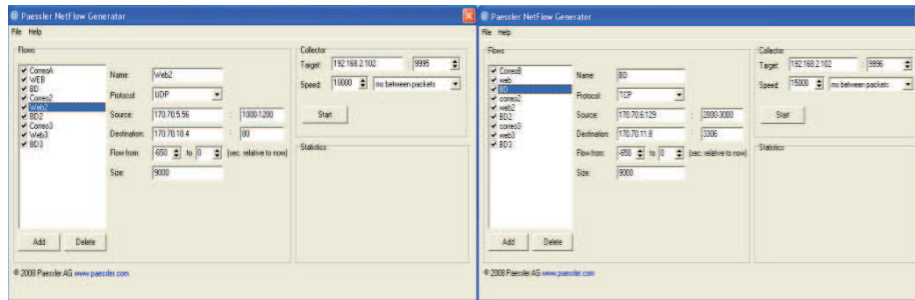 Paessler NetFlow Generator
File Help
Flows
CorreoA
WEB
BD
Correo2
Web2
BD2
Correo3
Web3
BD3
Name: Web2
Protocol: UDP
Source: 170.70.5.56 : 1000-1200
Destination: 170.70.10.4 : 80
Flow from: -650 to 0 (sec. relative to now)
Size: 9000
Add Delete
Collector
Target: 192.168.2.102 : 9995
Speed: 10000 ms between packets
Start
Statistics
© 2008 Paessler AG www.paessler.com
Paessler NetFlow Generator
File Help
Flows
CorreoB
web
BD
correo2
web2
BD2
correo3
web3
BD3
Name: BD
Protocol: TCP
Source: 170.70.6.129 : 2000-3000
Destination: 170.70.11.8 : 3306
Flow from: -650 to 0 (sec. relative to now)
Size: 9000
Add Delete
Collector
Target: 192.168.2.102 : 9996
Speed: 15000 ms between packets
Start
Statistics
© 2008 Paessler AG www.paessler.com